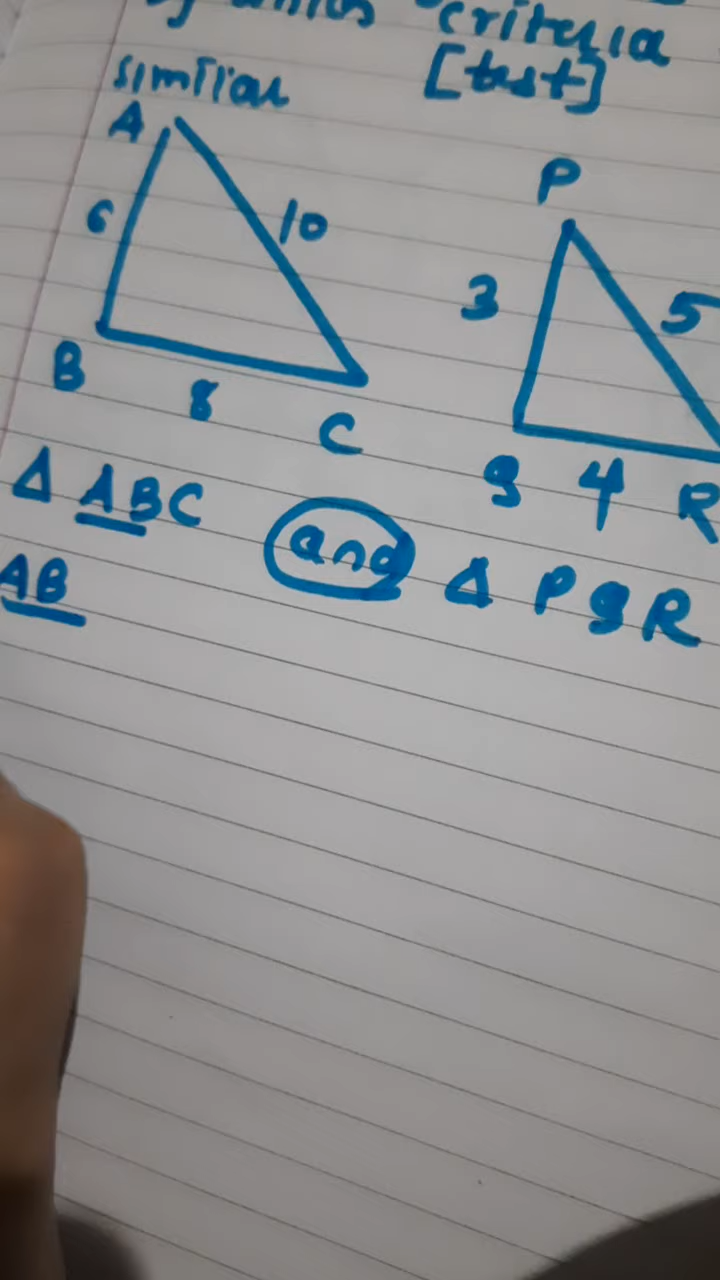 criteria
similar [test]
A
P
6 10
3 5
B 8 C
Q 4 R
Δ ABC and Δ PQR
AB